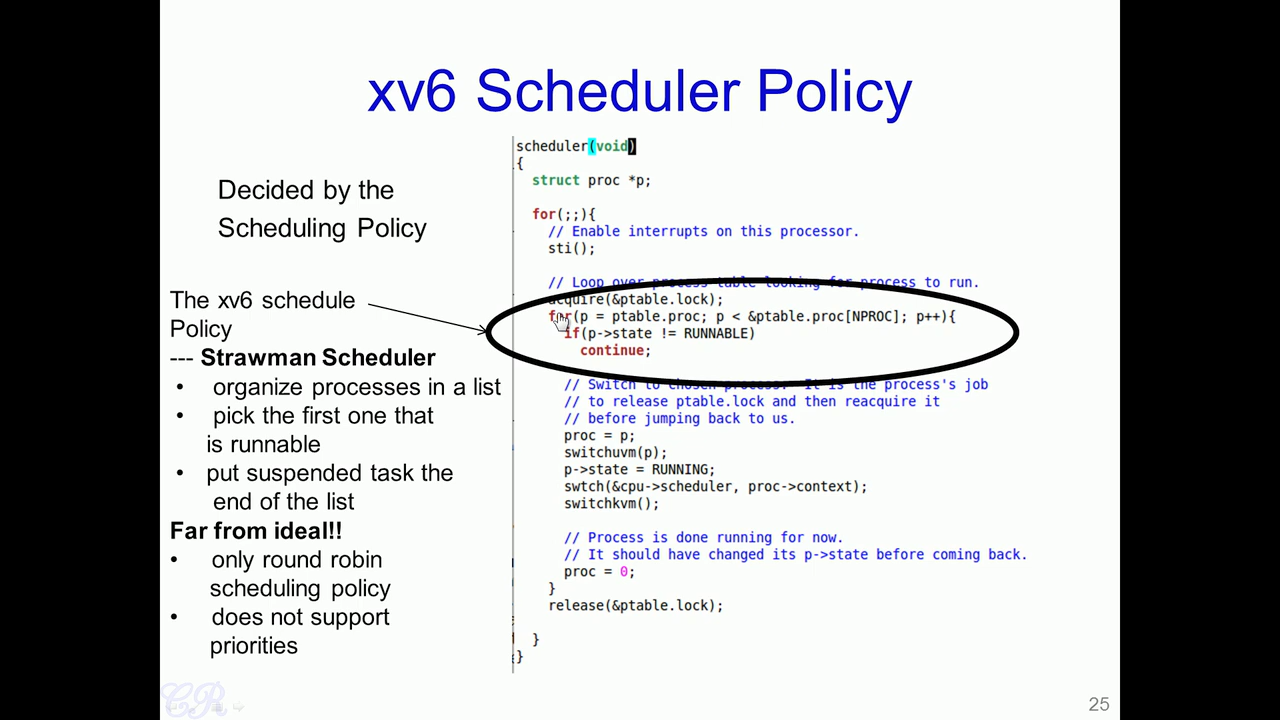 xv6 Scheduler Policy
Decided by the
Scheduling Policy
The xv6 schedule
Policy
--- Strawman Scheduler
• organize processes in a list
• pick the first one that
is runnable
• put suspended task the
end of the list
Far from ideal!!
• only round robin
scheduling policy
• does not support
priorities
scheduler(void)
{
struct proc *p;
for(;;){
// Enable interrupts on this processor.
sti();
// Loop over process table looking for process to run.
acquire(&ptable.lock);
for(p = ptable.proc; p < &ptable.proc[NPROC]; p++){
if(p->state != RUNNABLE)
continue;
// Switch to chosen process. It is the process's job
// to release ptable.lock and then reacquire it
// before jumping back to us.
proc = p;
switchuvm(p);
p->state = RUNNING;
swtch(&cpu->scheduler, proc->context);
switchkvm();
// Process is done running for now.
// It should have changed its p->state before coming back.
proc = 0;
}
release(&ptable.lock);
}
}
CR
25